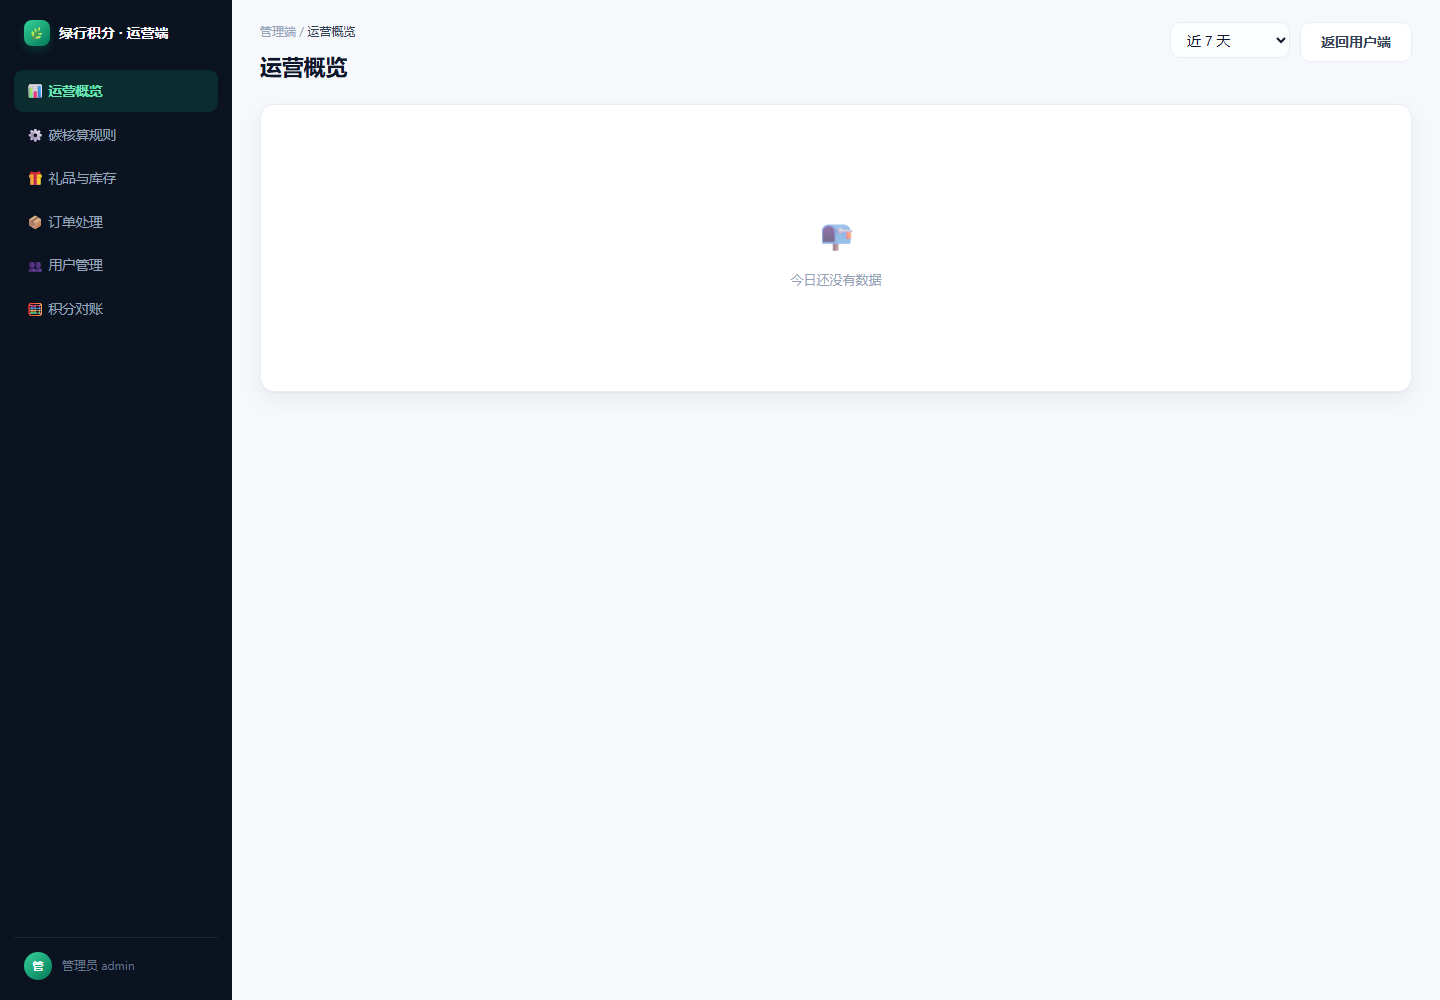 绿行积分 · 运营端
运营概览
碳核算规则
礼品与库存
订单处理
用户管理
积分对账
管理员 admin
管
管理端 / 运营概览
运营概览
近 7 天
返回用户端
今日还没有数据